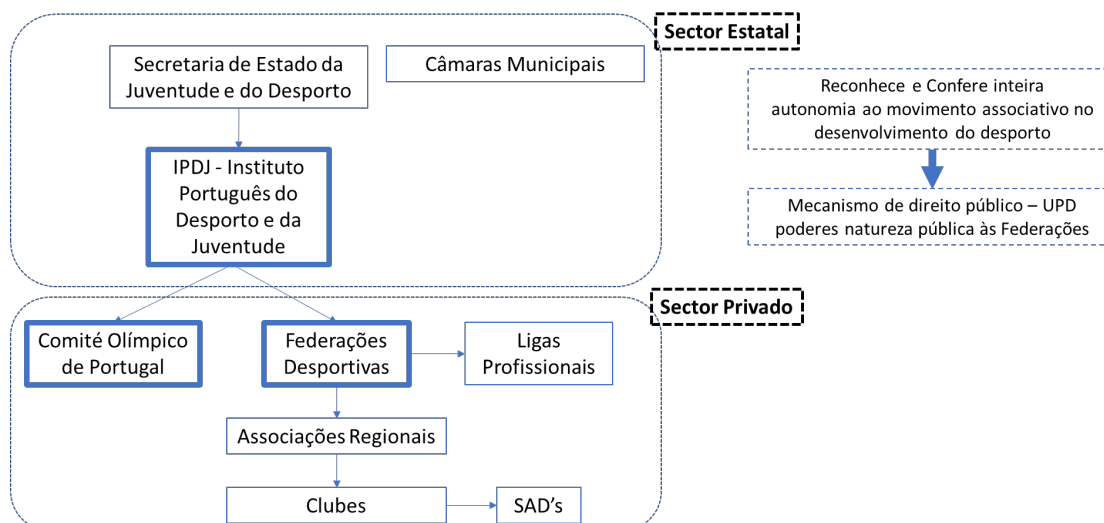 Sector Estatal
Secretaria de Estado da
Juventude e do Desporto
Câmaras Municipais
IPDJ - Instituto
Português do
Desporto e da
Juventude
Reconhece e Confere inteira
autonomia ao movimento associativo no
desenvolvimento do desporto
Mecanismo de direito público – UPD
poderes natureza pública às Federações
Sector Privado
Comité Olímpico
de Portugal
Federações
Desportivas
Ligas
Profissionais
Associações Regionais
Clubes
SAD’s